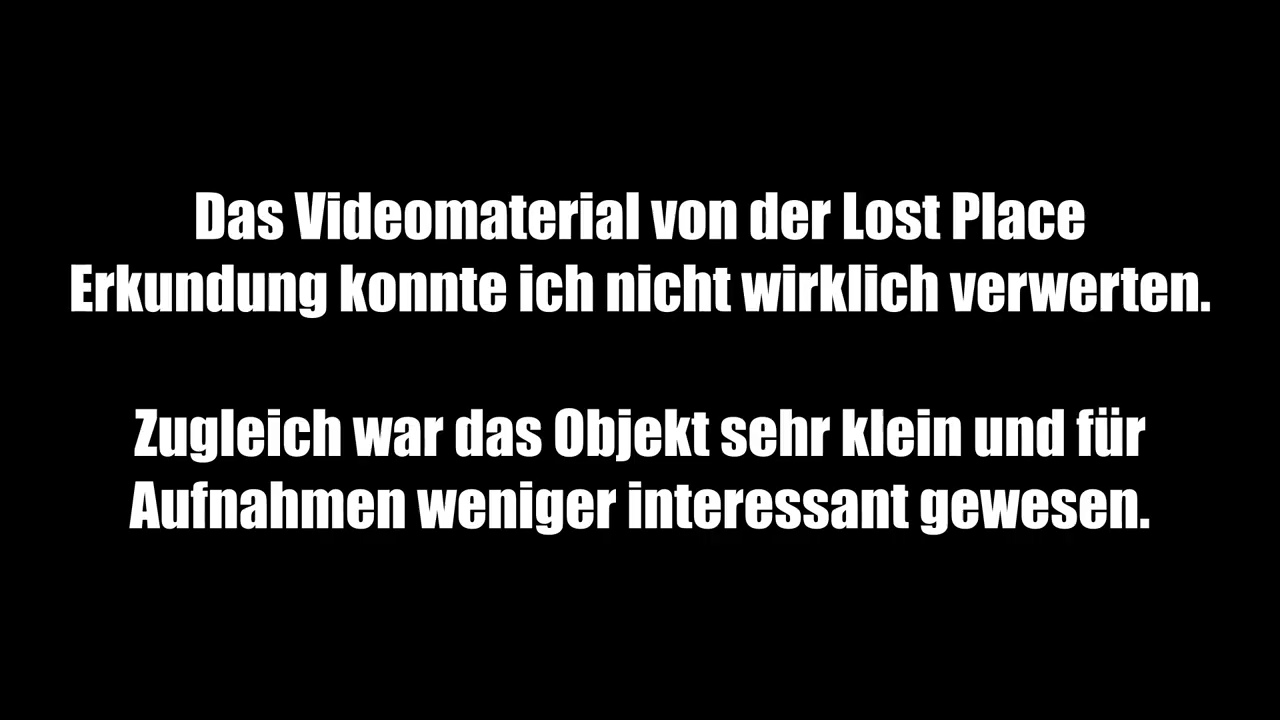 Das Videomaterial von der Lost Place
Erkundung konnte ich nicht wirklich verwerten.
Zugleich war das Objekt sehr klein und für
Aufnahmen weniger interessant gewesen.